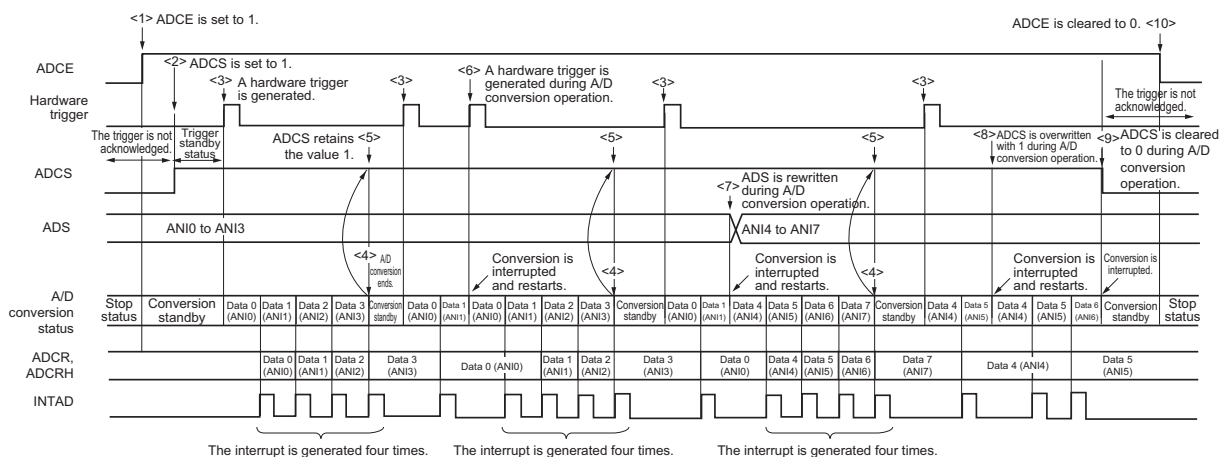 <1> ADCE is set to 1.
ADCE is cleared to 0. <10>
ADCE
<2> ADCS is set to 1.
<3> A hardware trigger
is generated.
<3>
<6> A hardware trigger is
generated during A/D
conversion operation.
<3>
<3>
The trigger is not
acknowledged.
Hardware
trigger
The trigger is not
acknowledged.
Trigger
standby
status
ADCS retains <5>
the value 1.
<5>
<5>
<8> ADCS is overwritten
with 1 during A/D
conversion operation.
<9> ADCS is cleared
to 0 during A/D
conversion
operation.
ADCS
<7> ADS is rewritten
during A/D
conversion operation.
ADS
ANI0 to ANI3
ANI4 to ANI7
<4> A/D
conversion
ends.
Conversion is
interrupted
and restarts.
<4>
Conversion is
interrupted
and restarts.
<4>
Conversion is
interrupted
and restarts.
Conversion is
interrupted.
A/D
conversion
status
Stop
status
Conversion
standby
Data 0
(ANI0)
Data 1
(ANI1)
Data 2
(ANI2)
Data 3
(ANI3)
Conversion
standby
Data 0
(ANI0)
Data 1
(ANI1)
Data 0
(ANI0)
Data 1
(ANI1)
Data 2
(ANI2)
Data 3
(ANI3)
Conversion
standby
Data 0
(ANI0)
Data 1
(ANI1)
Data 4
(ANI4)
Data 5
(ANI5)
Data 6
(ANI6)
Data 7
(ANI7)
Conversion
standby
Data 4
(ANI4)
Data 5
(ANI5)
Data 4
(ANI4)
Data 5
(ANI5)
Data 6
(ANI6)
Conversion
standby
Stop
status
ADCR,
ADCRH
Data 0
(ANI0)
Data 1
(ANI1)
Data 2
(ANI2)
Data 3
(ANI3)
Data 0 (ANI0)
Data 1
(ANI1)
Data 2
(ANI2)
Data 3
(ANI3)
Data 0
(ANI0)
Data 4
(ANI4)
Data 5
(ANI5)
Data 6
(ANI6)
Data 7
(ANI7)
Data 4 (ANI4)
Data 5
(ANI5)
INTAD
The interrupt is generated four times.
The interrupt is generated four times.
The interrupt is generated four times.